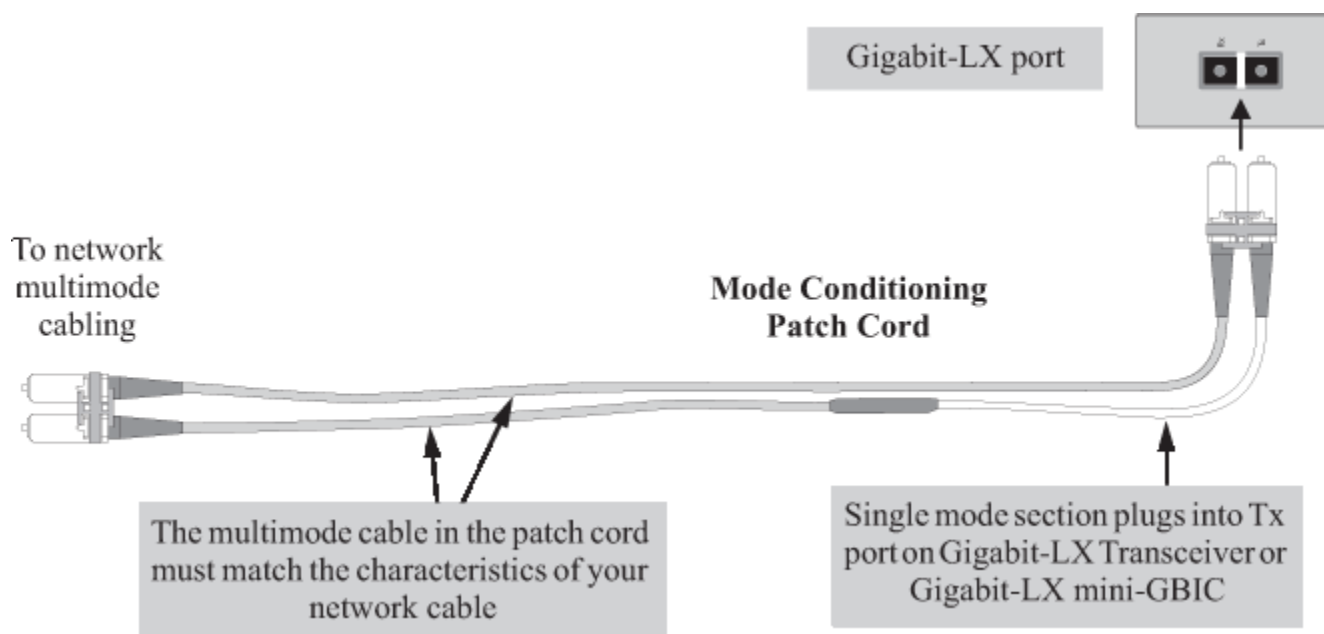 Gigabit-LX port
To network
multimode
cabling
Mode Conditioning
Patch Cord
The multimode cable in the patch cord
must match the characteristics of your
network cable
Single mode section plugs into Tx
port on Gigabit-LX Transceiver or
Gigabit-LX mini-GBIC